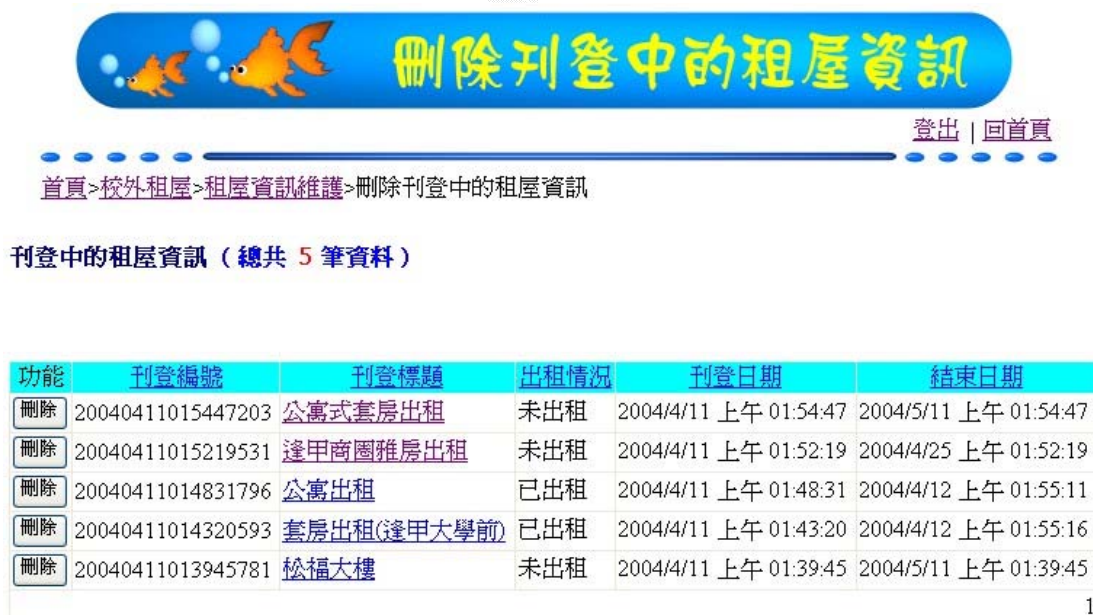 刪除刊登中的租屋資訊
登出 | 回首頁
首頁>校外租屋>租屋資訊維護>刪除刊登中的租屋資訊
刊登中的租屋資訊 ( 總共 5 筆資料 )
功能 刊登編號 刊登標題 出租情況 刊登日期 結束日期
刪除 20040411015447203 公寓式套房出租 未出租 2004/4/11 上午 01:54:47 2004/5/11 上午 01:54:47
刪除 20040411015219531 逢甲商圈雅房出租 未出租 2004/4/11 上午 01:52:19 2004/4/25 上午 01:52:19
刪除 20040411014831796 公寓出租 已出租 2004/4/11 上午 01:48:31 2004/4/12 上午 01:55:11
刪除 20040411014320593 套房出租(逢甲大學前) 已出租 2004/4/11 上午 01:43:20 2004/4/12 上午 01:55:16
刪除 20040411013945781 松福大樓 未出租 2004/4/11 上午 01:39:45 2004/5/11 上午 01:39:45
1